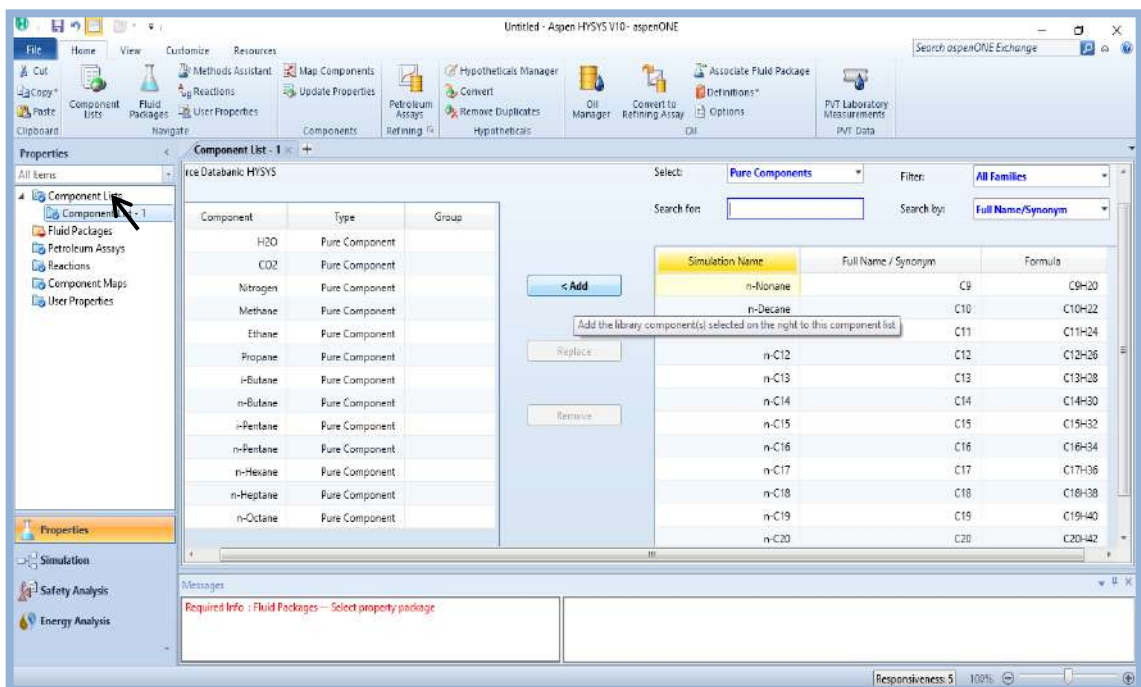 Untitled - Aspen HYSYS V10 - aspenONE
File Home View Customize Resources
Search aspenONE Exchange
Cut
Copy
Paste
Clipboard
Component Lists
Fluid Packages
Methods Assistant
Reactions
User Properties
Navigate
Map Components
Update Properties
Components
Petroleum Assays
Refining
Hypotheticals Manager
Convert
Remove Duplicates
Hypotheticals
Oil Manager
Convert to Refining Assay
Associate Fluid Package
Definitions
Options
Oil
PVT Laboratory Measurements
PVT Data
Properties
All Items
Component Lists
Component List - 1
Fluid Packages
Petroleum Assays
Reactions
Component Maps
User Properties
Properties
Simulation
Safety Analysis
Energy Analysis
Component List - 1
rce Databank: HYSYS
Select: Pure Components Filter: All Families
Search for: Search by: Full Name/Synonym
Component Type Group
H2O Pure Component
CO2 Pure Component
Nitrogen Pure Component
Methane Pure Component
Ethane Pure Component
Propane Pure Component
i-Butane Pure Component
n-Butane Pure Component
i-Pentane Pure Component
n-Pentane Pure Component
n-Hexane Pure Component
n-Heptane Pure Component
n-Octane Pure Component
< Add
Add the library component(s) selected on the right to this component list
Replace
Remove
Simulation Name Full Name / Synonym Formula
n-Nonane C9 C9H20
n-Decane C10 C10H22
C11 C11H24
n-C12 C12 C12H26
n-C13 C13 C13H28
n-C14 C14 C14H30
n-C15 C15 C15H32
n-C16 C16 C16H34
n-C17 C17 C17H36
n-C18 C18 C18H38
n-C19 C19 C19H40
n-C20 C20 C20H42
Messages
Required Info : Fluid Packages -- Select property package
Responsiveness: 5 100%